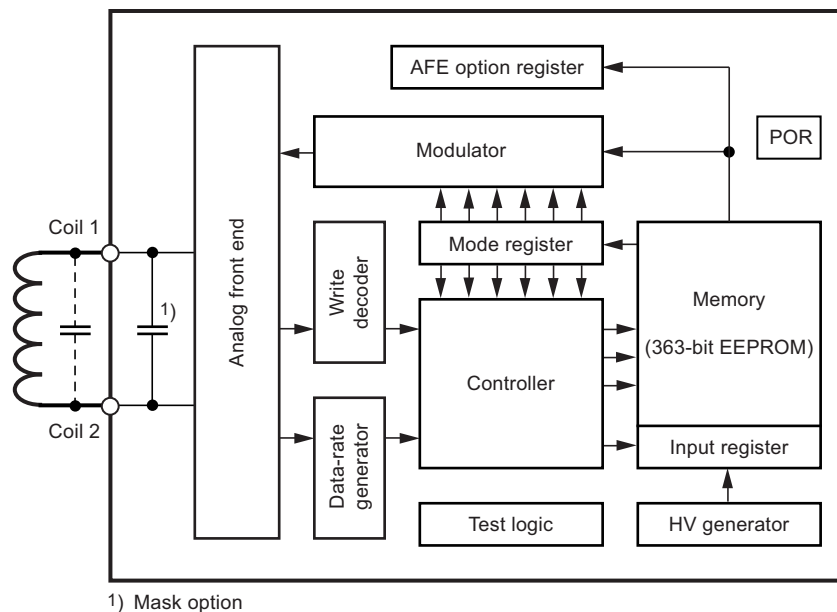 AFE option register
POR
Modulator
Coil 1
Mode register
Analog front end
Write
decoder
Memory
1)
(363-bit EEPROM)
Controller
Coil 2
Data-rate
generator
Input register
Test logic
HV generator
1) Mask option